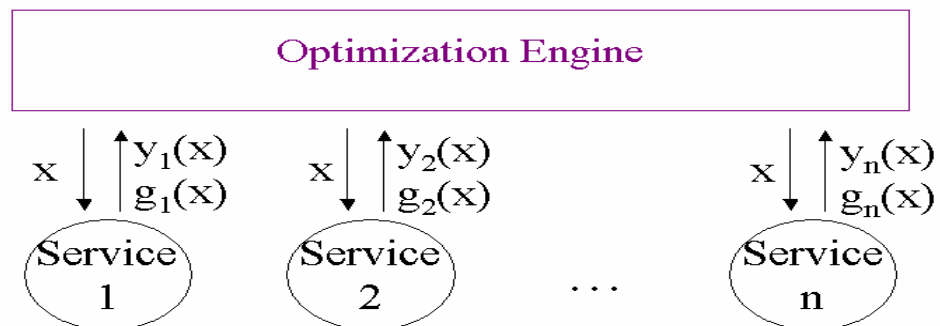 Optimization Engine
x y₁(x) x y₂(x) x yₙ(x)
g₁(x) g₂(x) gₙ(x)
Service Service Service
1 2 ... n